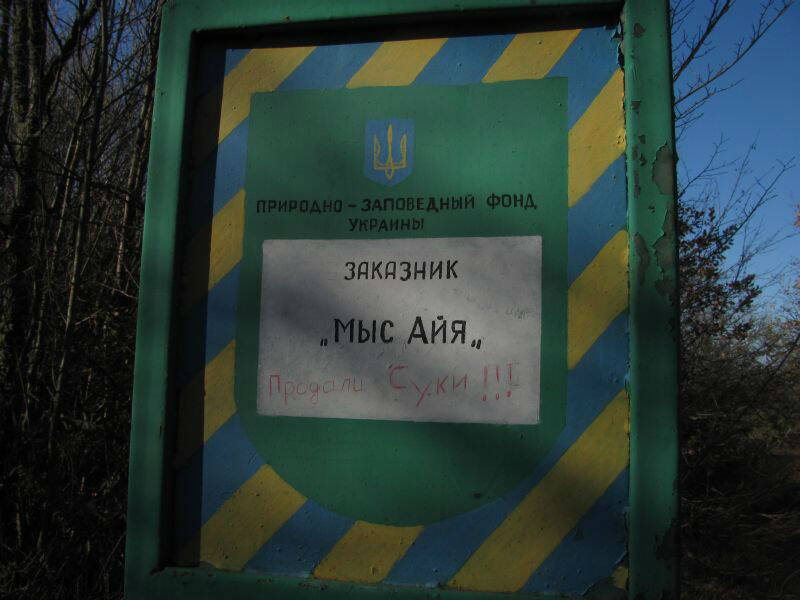 ПРИРОДНО - ЗАПОВЕДНЫЙ ФОНД
УКРАИНЫ
ЗАКАЗНИК
„МЫС АЙЯ„
Продали Суки !!!